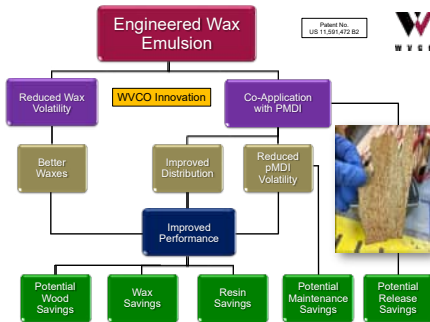 Engineered Wax
Emulsion
Patent No.
US 11,591,472 B2
WVCO
Reduced Wax
Volatility
WVCO Innovation
Co-Application
with PMDI
Better
Waxes
Improved
Distribution
Reduced
pMDI
Volatility
Improved
Performance
Potential
Wood
Savings
Wax
Savings
Resin
Savings
Potential
Maintenance
Savings
Potential
Release
Savings